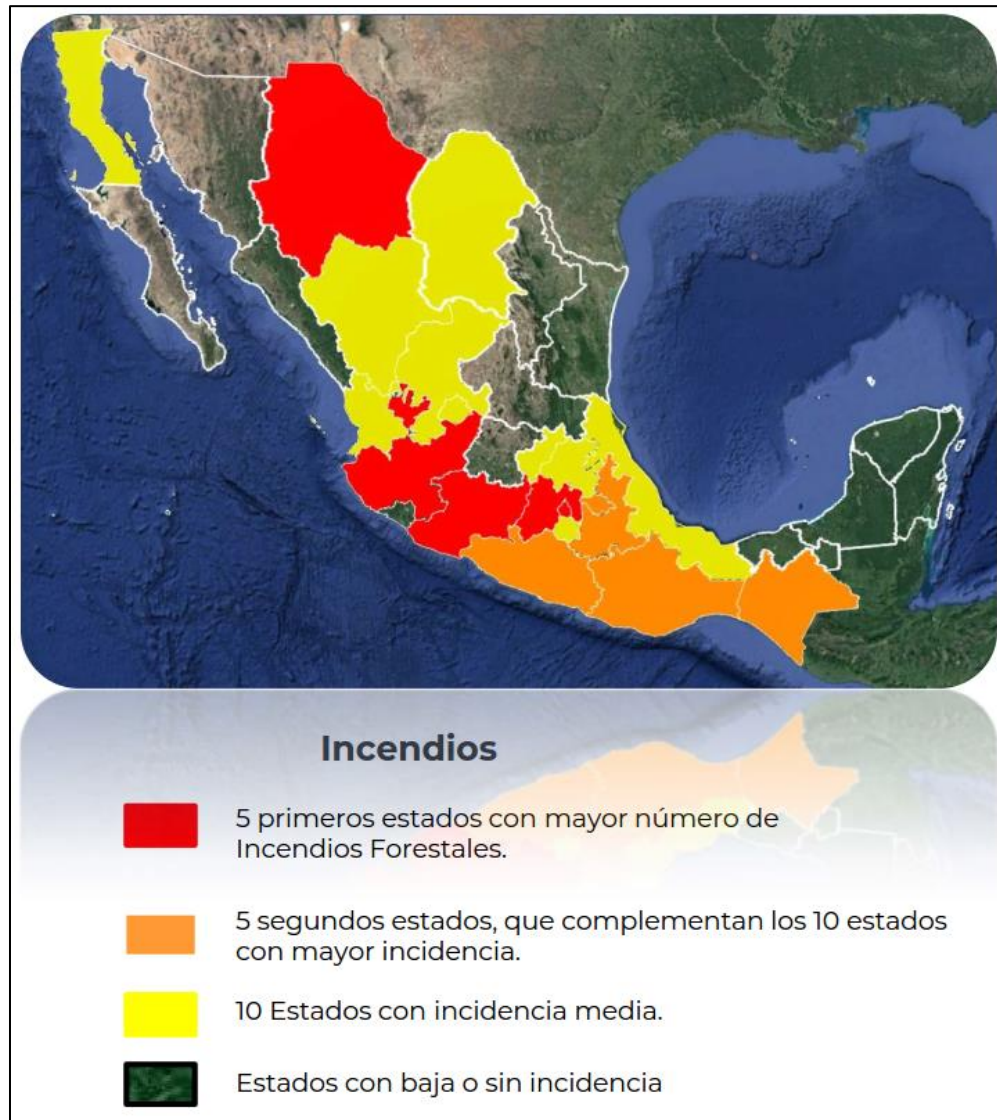 Incendios
5 primeros estados con mayor número de
Incendios Forestales.
5 segundos estados, que complementan los 10 estados
con mayor incidencia.
10 Estados con incidencia media.
Estados con baja o sin incidencia